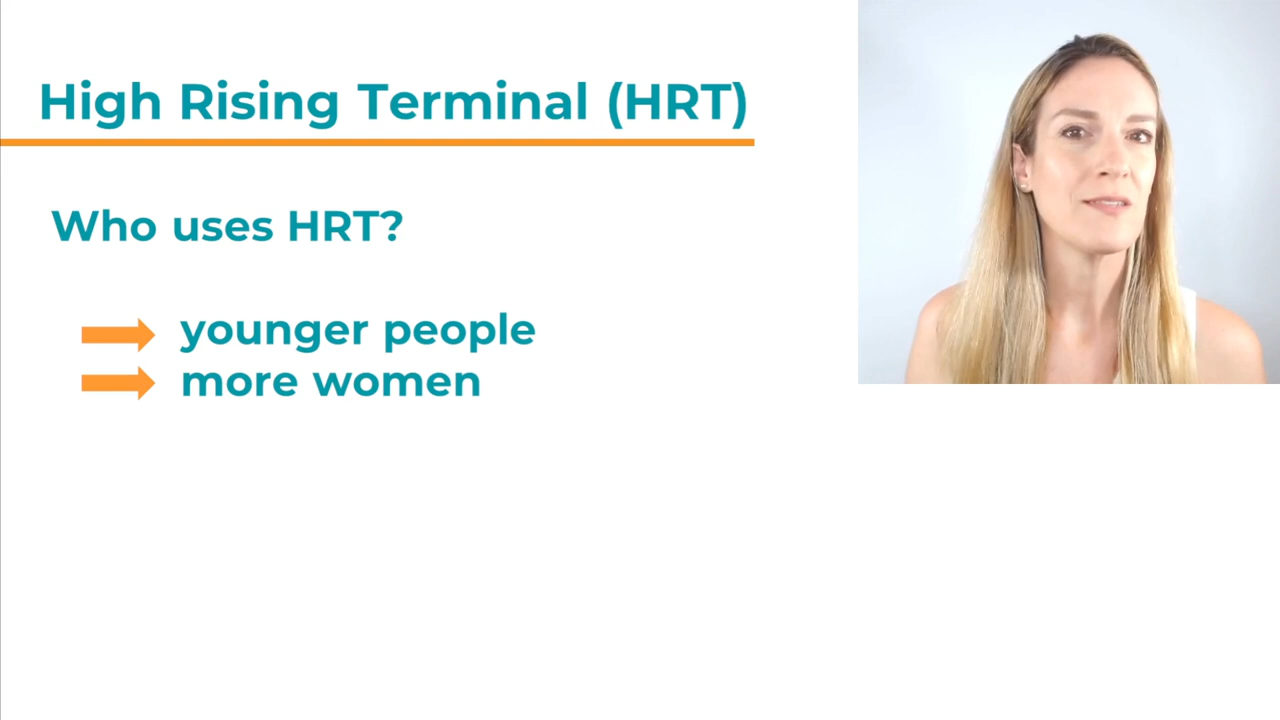 High Rising Terminal (HRT)
Who uses HRT?
younger people
more women